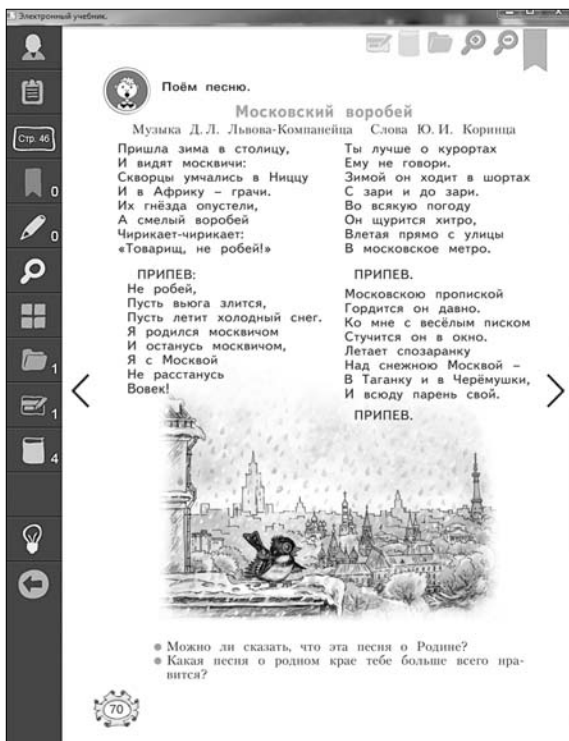 Электронный учебник.
Стр. 46
0
0
1
1
4
Поём песню.
Московский воробей
Музыка Д. Л. Львова-Компанейца Слова Ю. И. Коринца
Пришла зима в столицу,
И видят москвичи:
Скворцы умчались в Ниццу
И в Африку – грачи.
Их гнёзда опустели,
А смелый воробей
Чирикает-чирикает:
«Товарищ, не робей!»
ПРИПЕВ:
Не робей,
Пусть вьюга злится,
Пусть летит холодный снег.
Я родился москвичом
И останусь москвичом,
Я с Москвой
Не расстанусь
Вовек!
Ты лучше о курортах
Ему не говори.
Зимой он ходит в шортах
С зари и до зари.
Во всякую погоду
Он щурится хитро,
Влетая прямо с улицы
В московское метро.
ПРИПЕВ.
Московскою пропиской
Гордится он давно.
Ко мне с весёлым писком
Стучится он в окно.
Летает спозаранку
Над снежною Москвой –
В Таганку и в Черёмушки,
И всюду парень свой.
ПРИПЕВ.
Можно ли сказать, что эта песня о Родине?
Какая песня о родном крае тебе больше всего нра-
вится?
70